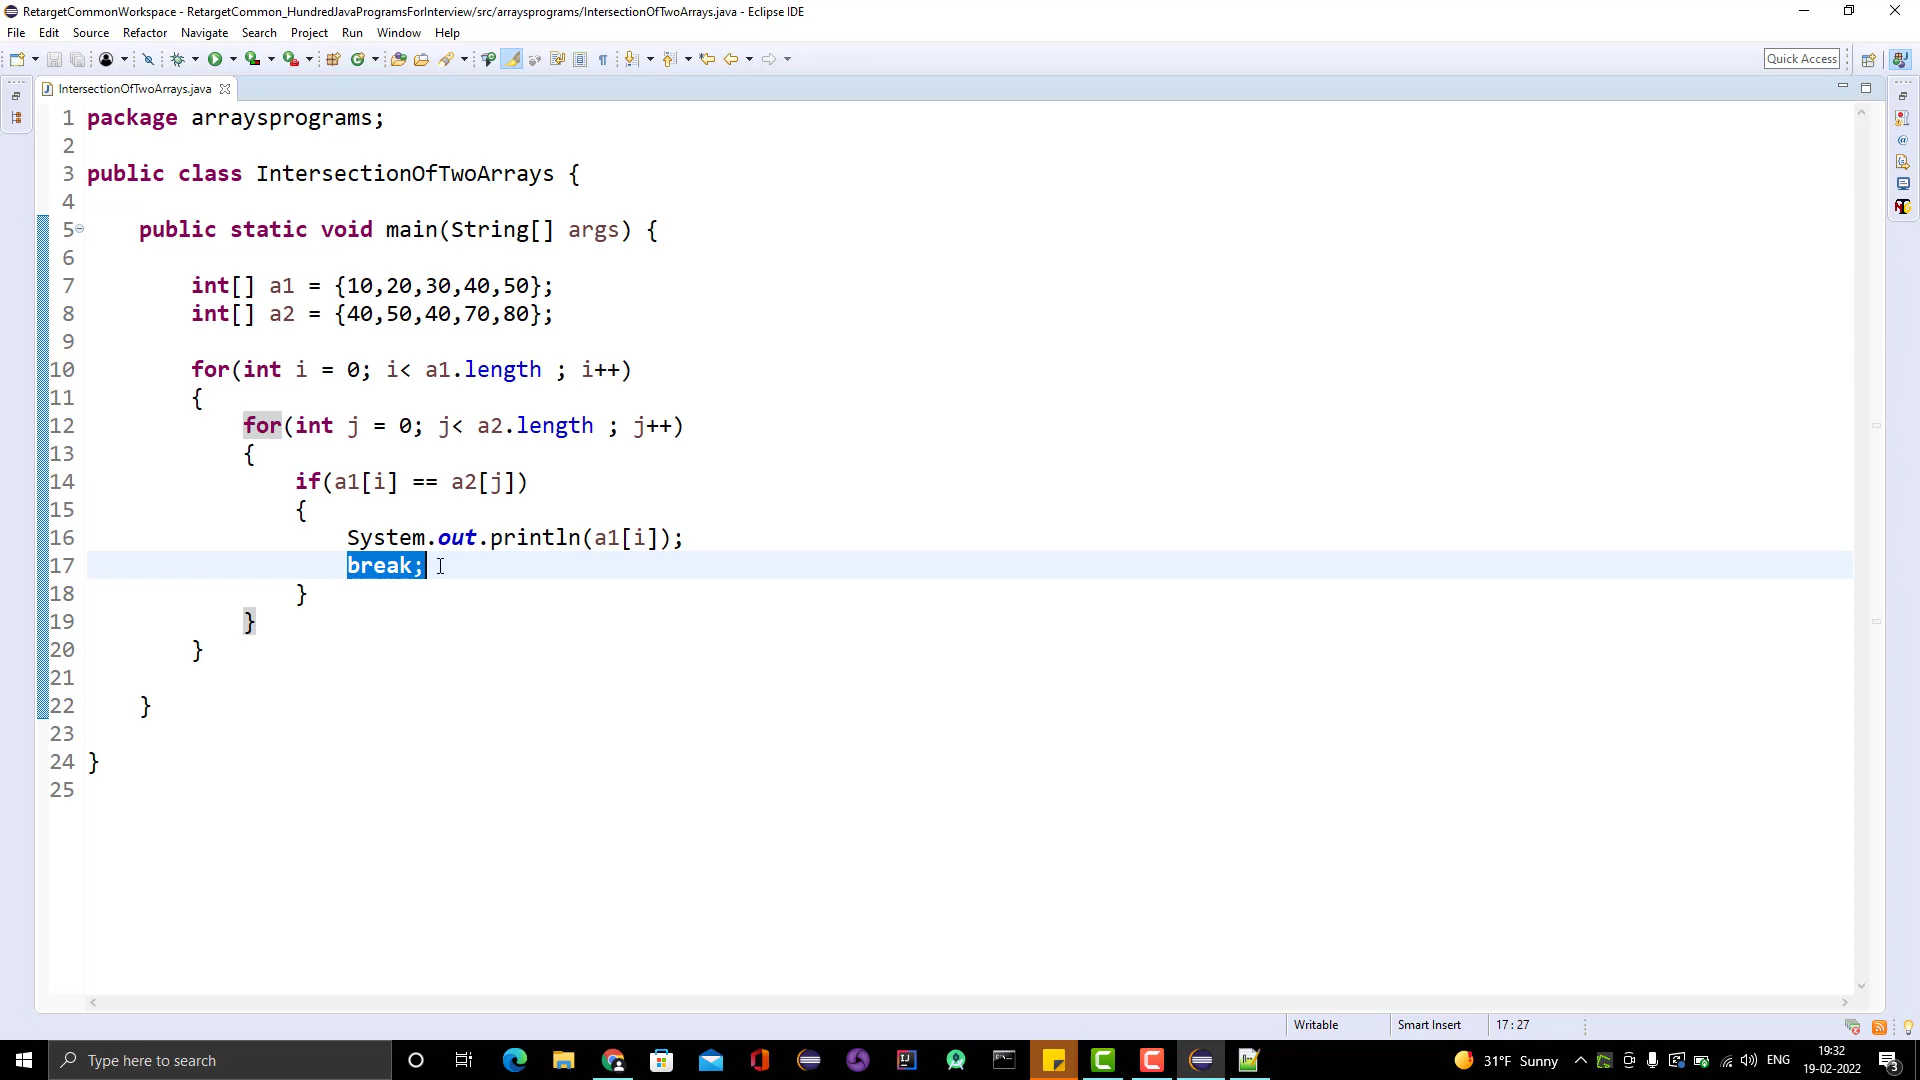 RetargetCommonWorkspace - RetargetCommon_HundredJavaProgramsForInterview/src/arraysprograms/IntersectionOfTwoArrays.java - Eclipse IDE
File Edit Source Refactor Navigate Search Project Run Window Help
Quick Access
IntersectionOfTwoArrays.java
1 package arraysprograms;
2
3 public class IntersectionOfTwoArrays {
4
5 public static void main(String[] args) {
6
7 int[] a1 = {10,20,30,40,50};
8 int[] a2 = {40,50,40,70,80};
9
10 for(int i = 0; i< a1.length ; i++)
11 {
12 for(int j = 0; j< a2.length ; j++)
13 {
14 if(a1[i] == a2[j])
15 {
16 System.out.println(a1[i]);
17 break;
18 }
19 }
20 }
21
22 }
23
24 }
25
Writable Smart Insert 17 : 27
Type here to search
31°F Sunny ENG 19:32
19-02-2022
3